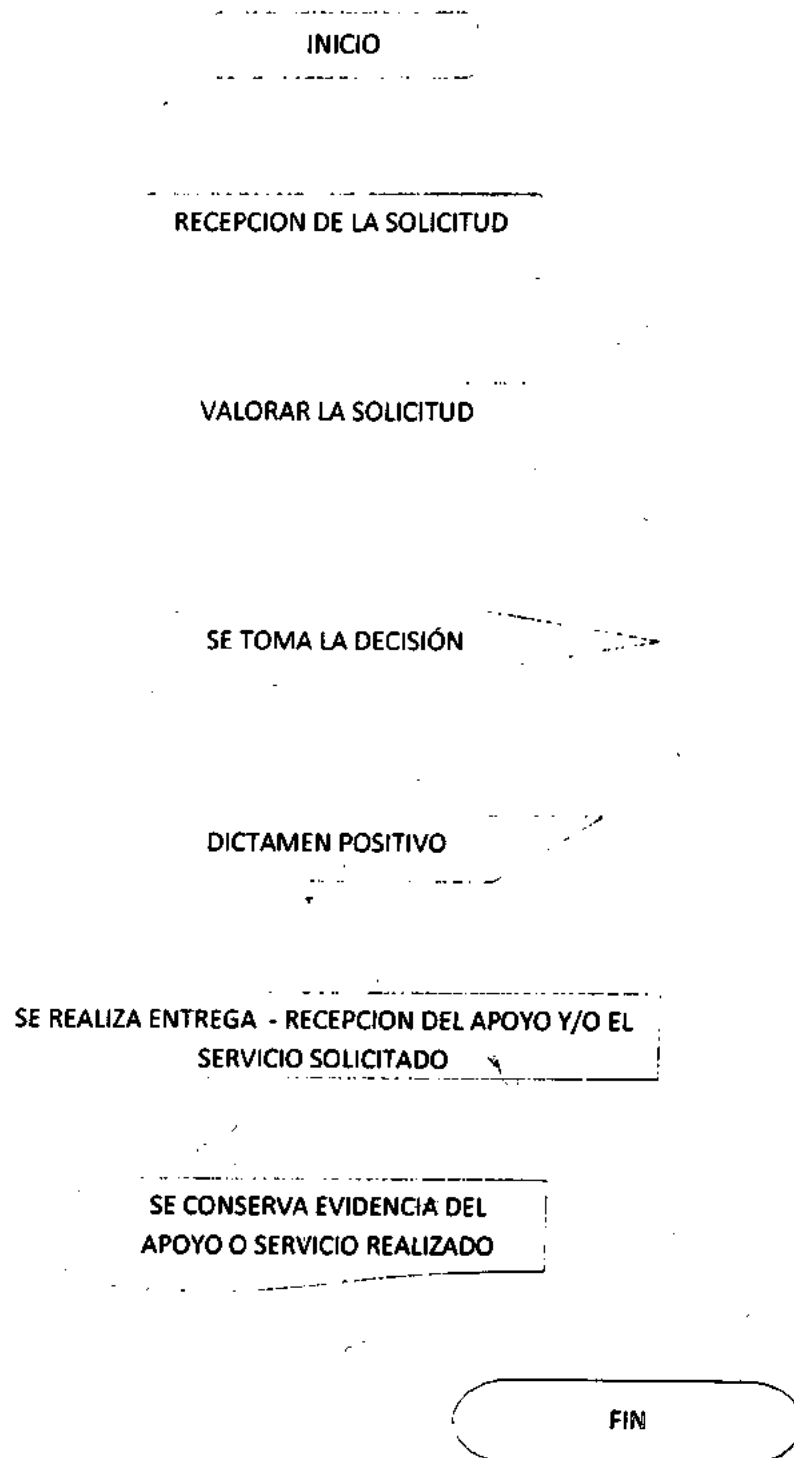 INICIO
RECEPCION DE LA SOLICITUD
VALORAR LA SOLICITUD
SE TOMA LA DECISIÓN
DICTAMEN POSITIVO
SE REALIZA ENTREGA - RECEPCION DEL APOYO Y/O EL
SERVICIO SOLICITADO
SE CONSERVA EVIDENCIA DEL
APOYO O SERVICIO REALIZADO
FIN